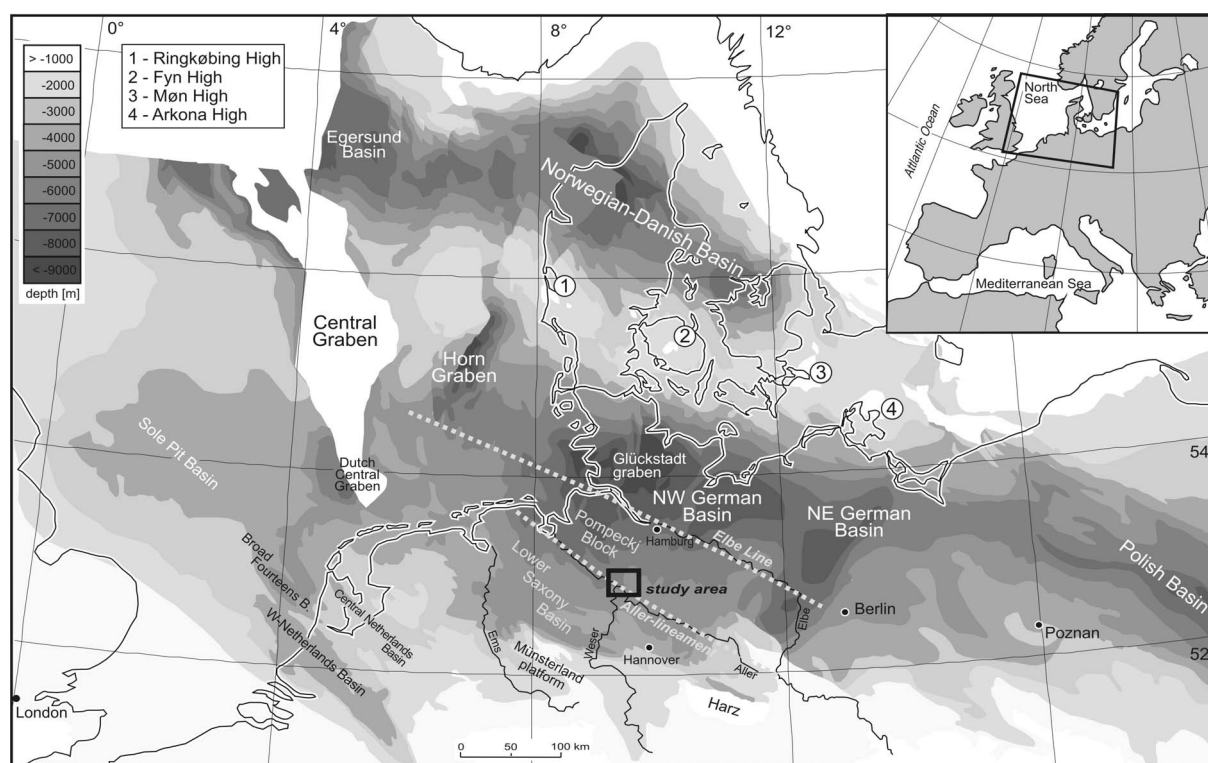 0°
4°
8°
12°
> -1000
-2000
-3000
-4000
-5000
-6000
-7000
-8000
< -9000
depth [m]
1 - Ringkøbing High
2 - Fyn High
3 - Møn High
4 - Arkona High
North
Sea
Attlantic Ocean
Mediterranean Sea
Egersund
Basin
Norwegian-Danish Basin
1
Central
Graben
2
Horn
Graben
3
4
Sole Pit Basin
Dutch
Central
Graben
Glückstadt
graben
54
NW German
Basin
NE German
Basin
Polish Basin
Pompeckj
Block
Hamburg
Elbe Line
Broad
Fourteens B.
Lower
Saxony
Basin
study area
Central Netherlands
Basin
W-Netherlands Basin
Aller-lineamen
Elbe
Berlin
Poznan
Ems
Weser
Münsterland
platform
Hannover
Aller
52
London
Harz
0 50 100 km